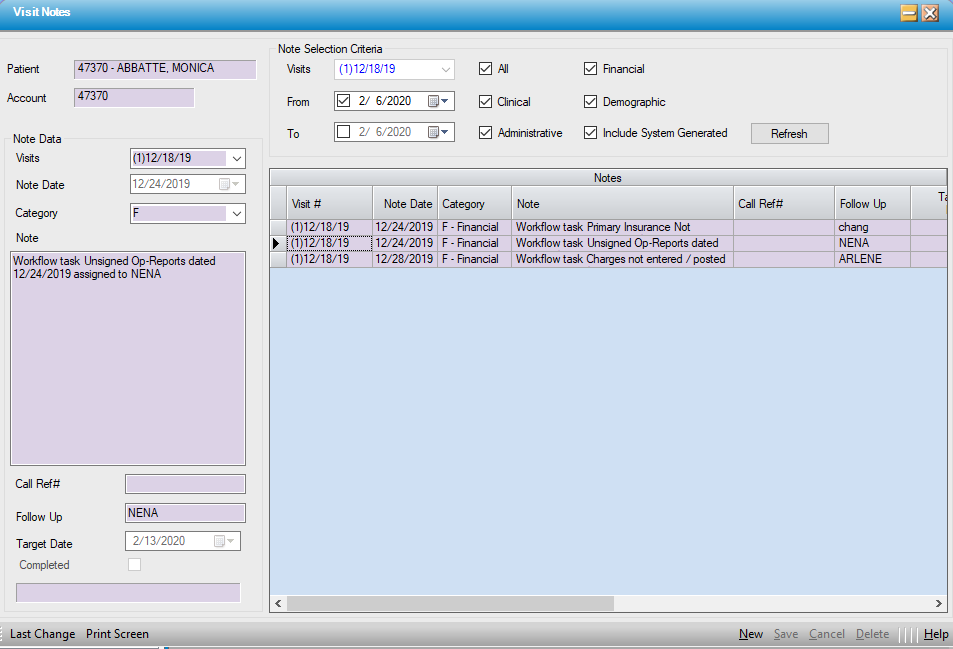 Visit Notes
Patient 47370 - ABBATTE, MONICA
Account 47370
Note Data
Visits (1)12/18/19
Note Date 12/24/2019
Category F
Note
Workflow task Unsigned Op-Reports dated
12/24/2019 assigned to NENA
Call Ref#
Follow Up NENA
Target Date 2/13/2020
Completed
Note Selection Criteria
Visits (1)12/18/19 All Financial
From 2/ 6/2020 Clinical Demographic
To 2/ 6/2020 Administrative Include System Generated Refresh
Notes
Visit # Note Date Category Note Call Ref# Follow Up
(1)12/18/19 12/24/2019 F - Financial Workflow task Primary Insurance Not chang
(1)12/18/19 12/24/2019 F - Financial Workflow task Unsigned Op-Reports dated NENA
(1)12/18/19 12/28/2019 F - Financial Workflow task Charges not entered / posted ARLENE
Last Change Print Screen New Save Cancel Delete Help